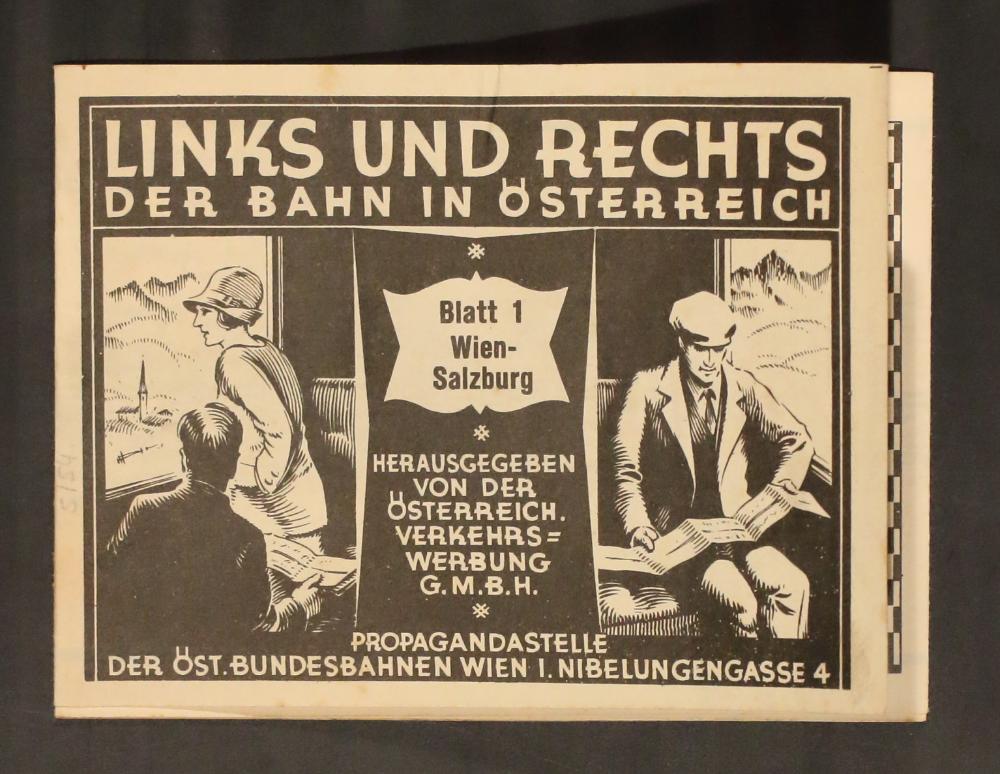 LINKS UND RECHTS
DER BAHN IN ÖSTERREICH
Blatt 1
Wien-
Salzburg
HERAUSGEGEBEN
VON DER
ÖSTERREICH.
VERKEHRS=
WERBUNG
G.M.B.H.
PROPAGANDASTELLE
DER ÖST. BUNDESBAHNEN WIEN I. NIBELUNGENGASSE 4